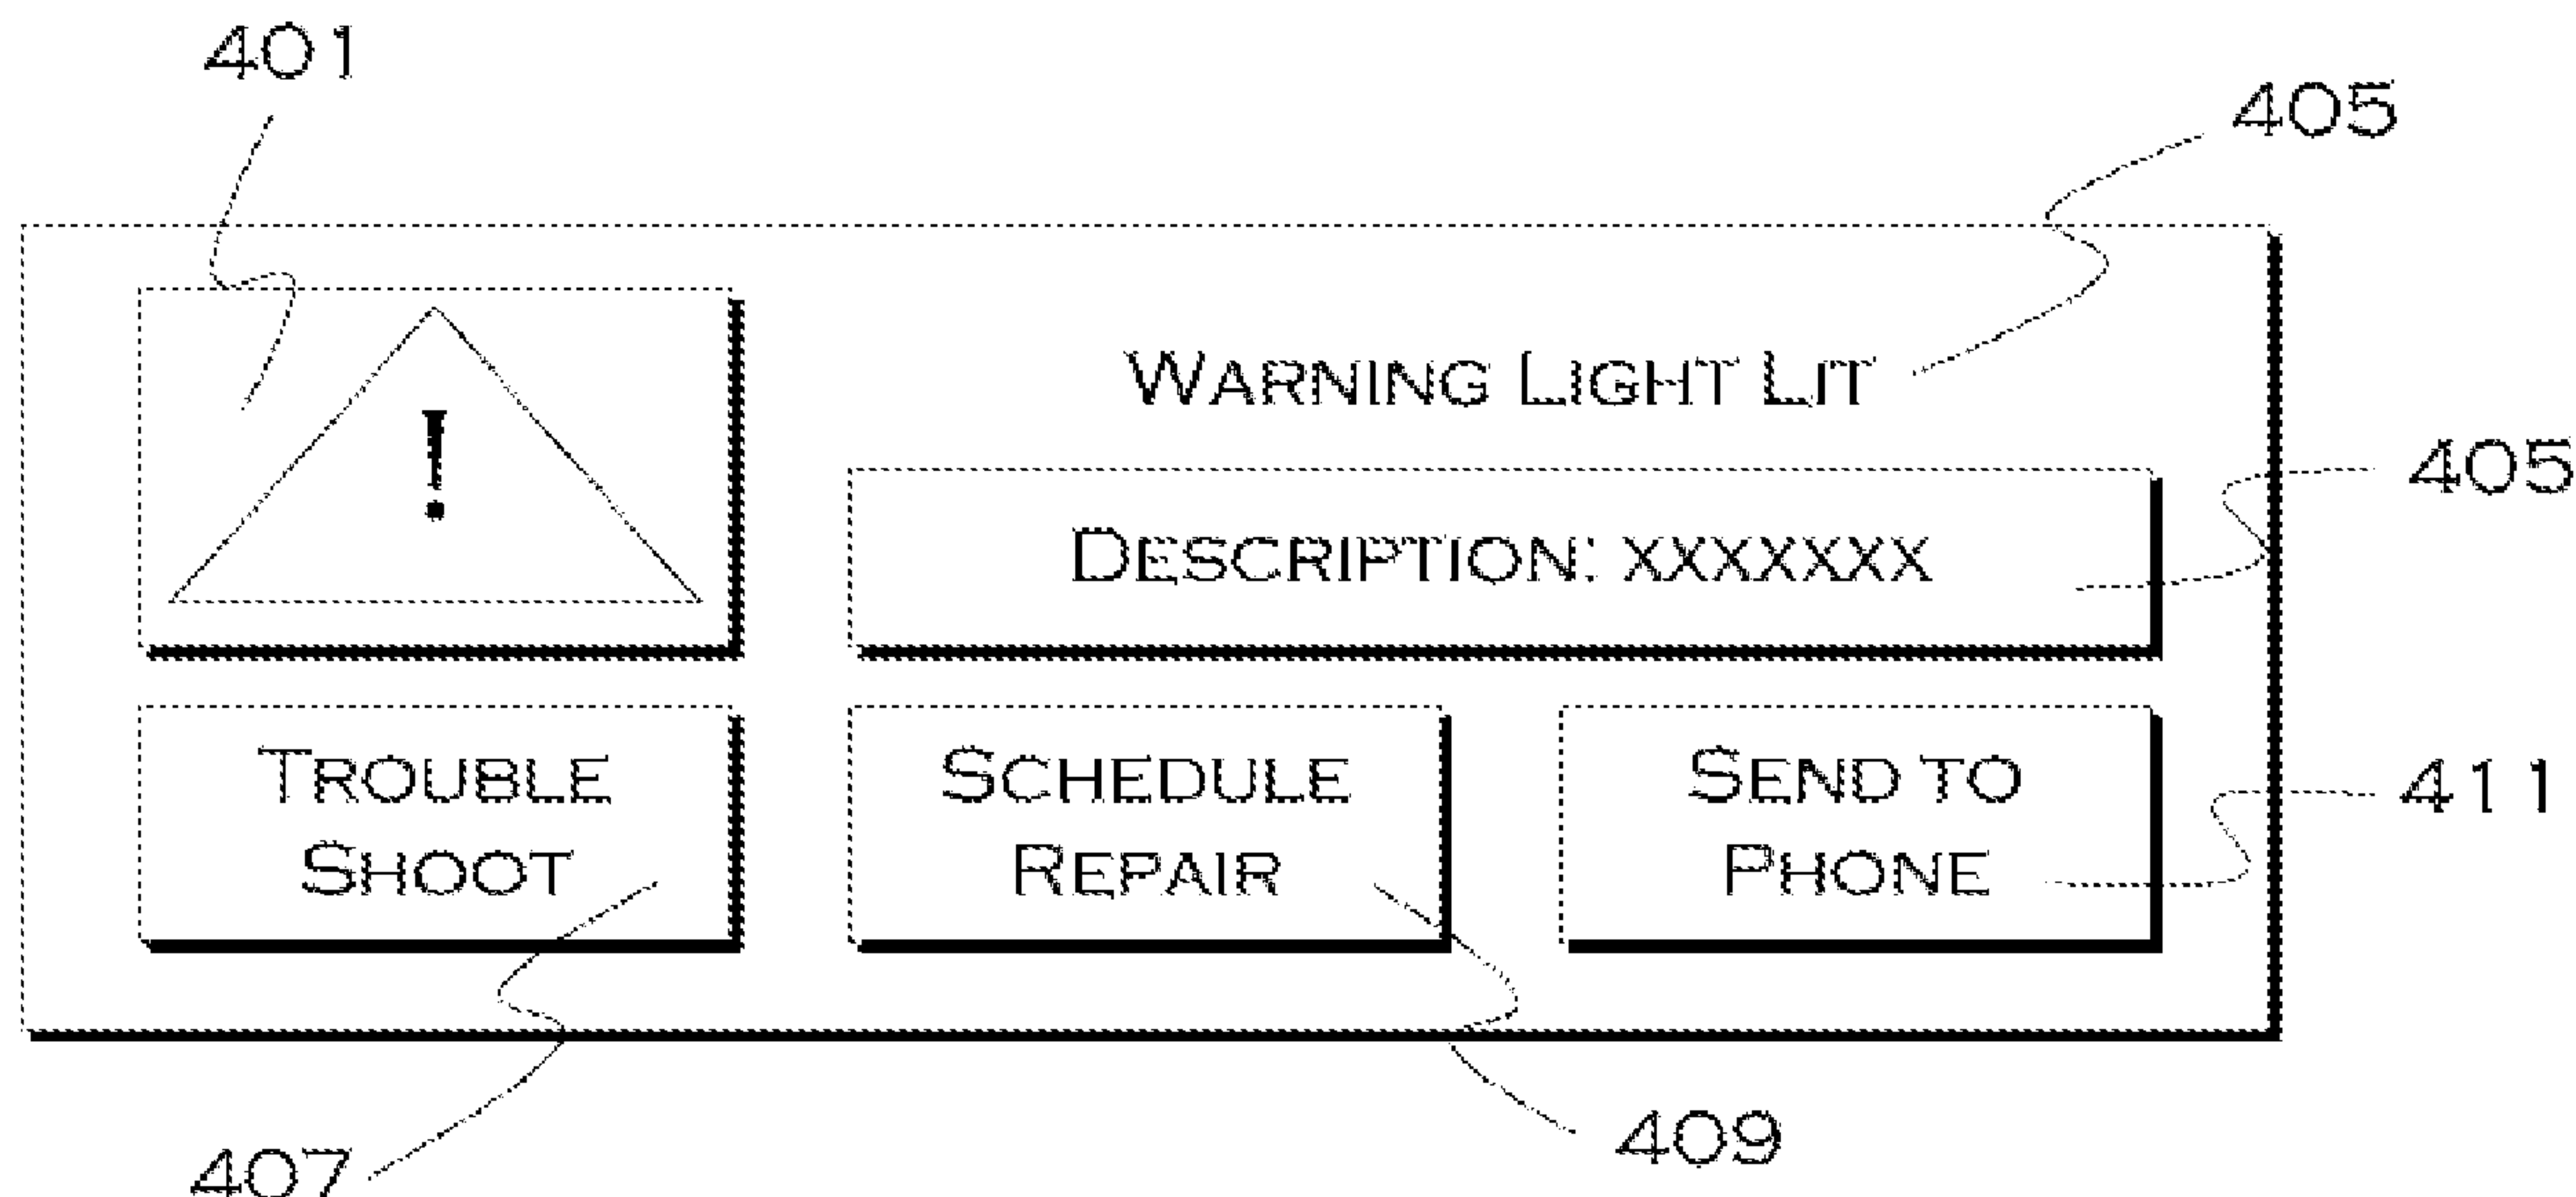 401
405
!
WARNING LIGHT LIT
405
DESCRIPTION: XXXXXXX
TROUBLE
SHOOT
SCHEDULE
REPAIR
SEND TO
PHONE
411
407
409